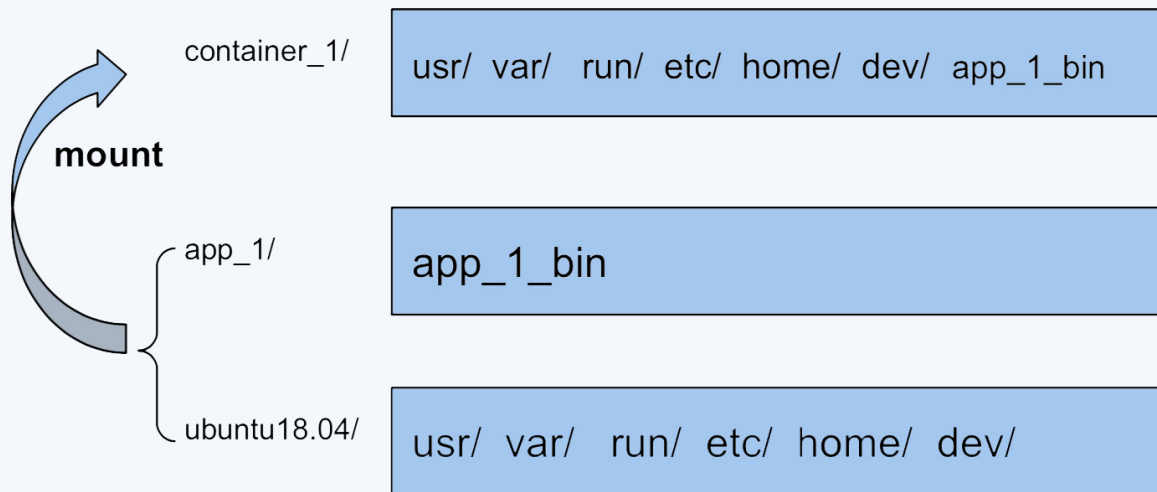 container_1/
usr/ var/ run/ etc/ home/ dev/ app_1_bin
mount
app_1/
app_1_bin
ubuntu18.04/
usr/ var/ run/ etc/ home/ dev/